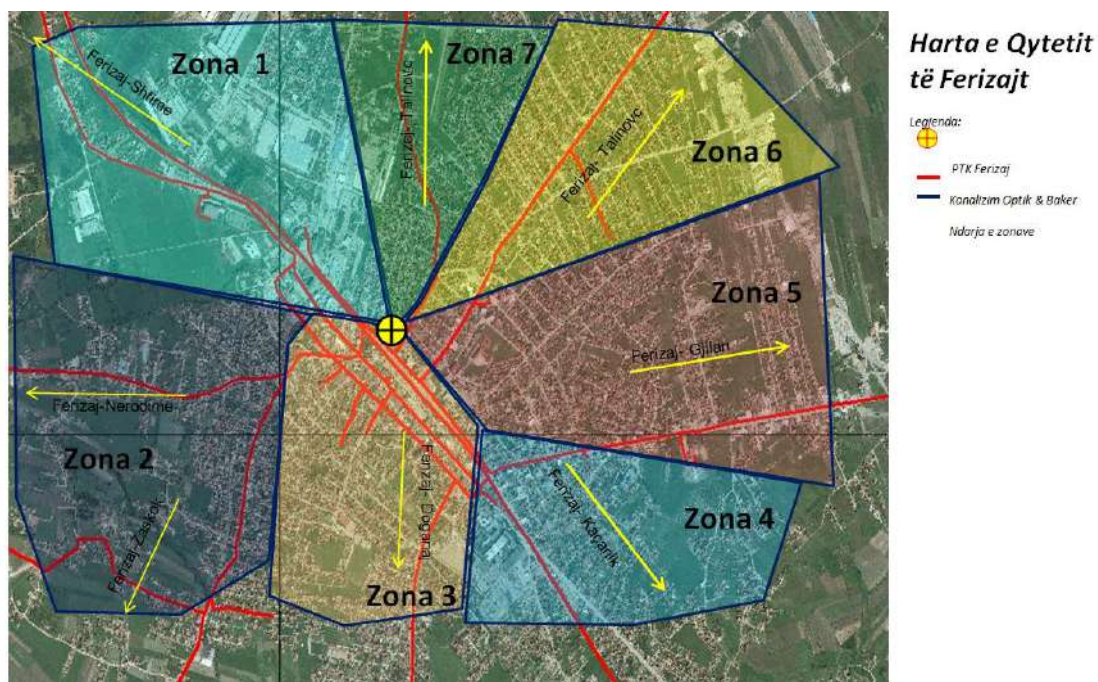 Harta e Qytetit
të Ferizajt
Legjenda:
PTK Ferizaj
Kanalizim Optik & Baker
Ndarja e zonave
Zona 1
Ferizaj-Shtime
Zona 7
Ferizaj- Talinovc
Zona 6
Ferizaj- Talinovc
Zona 5
Ferizaj- Gjilan
Zona 2
Ferizaj-Nerodime
Ferizaj-Zaskok
Zona 3
Ferizaj- Dogana
Zona 4
Ferizaj- Kaçanik